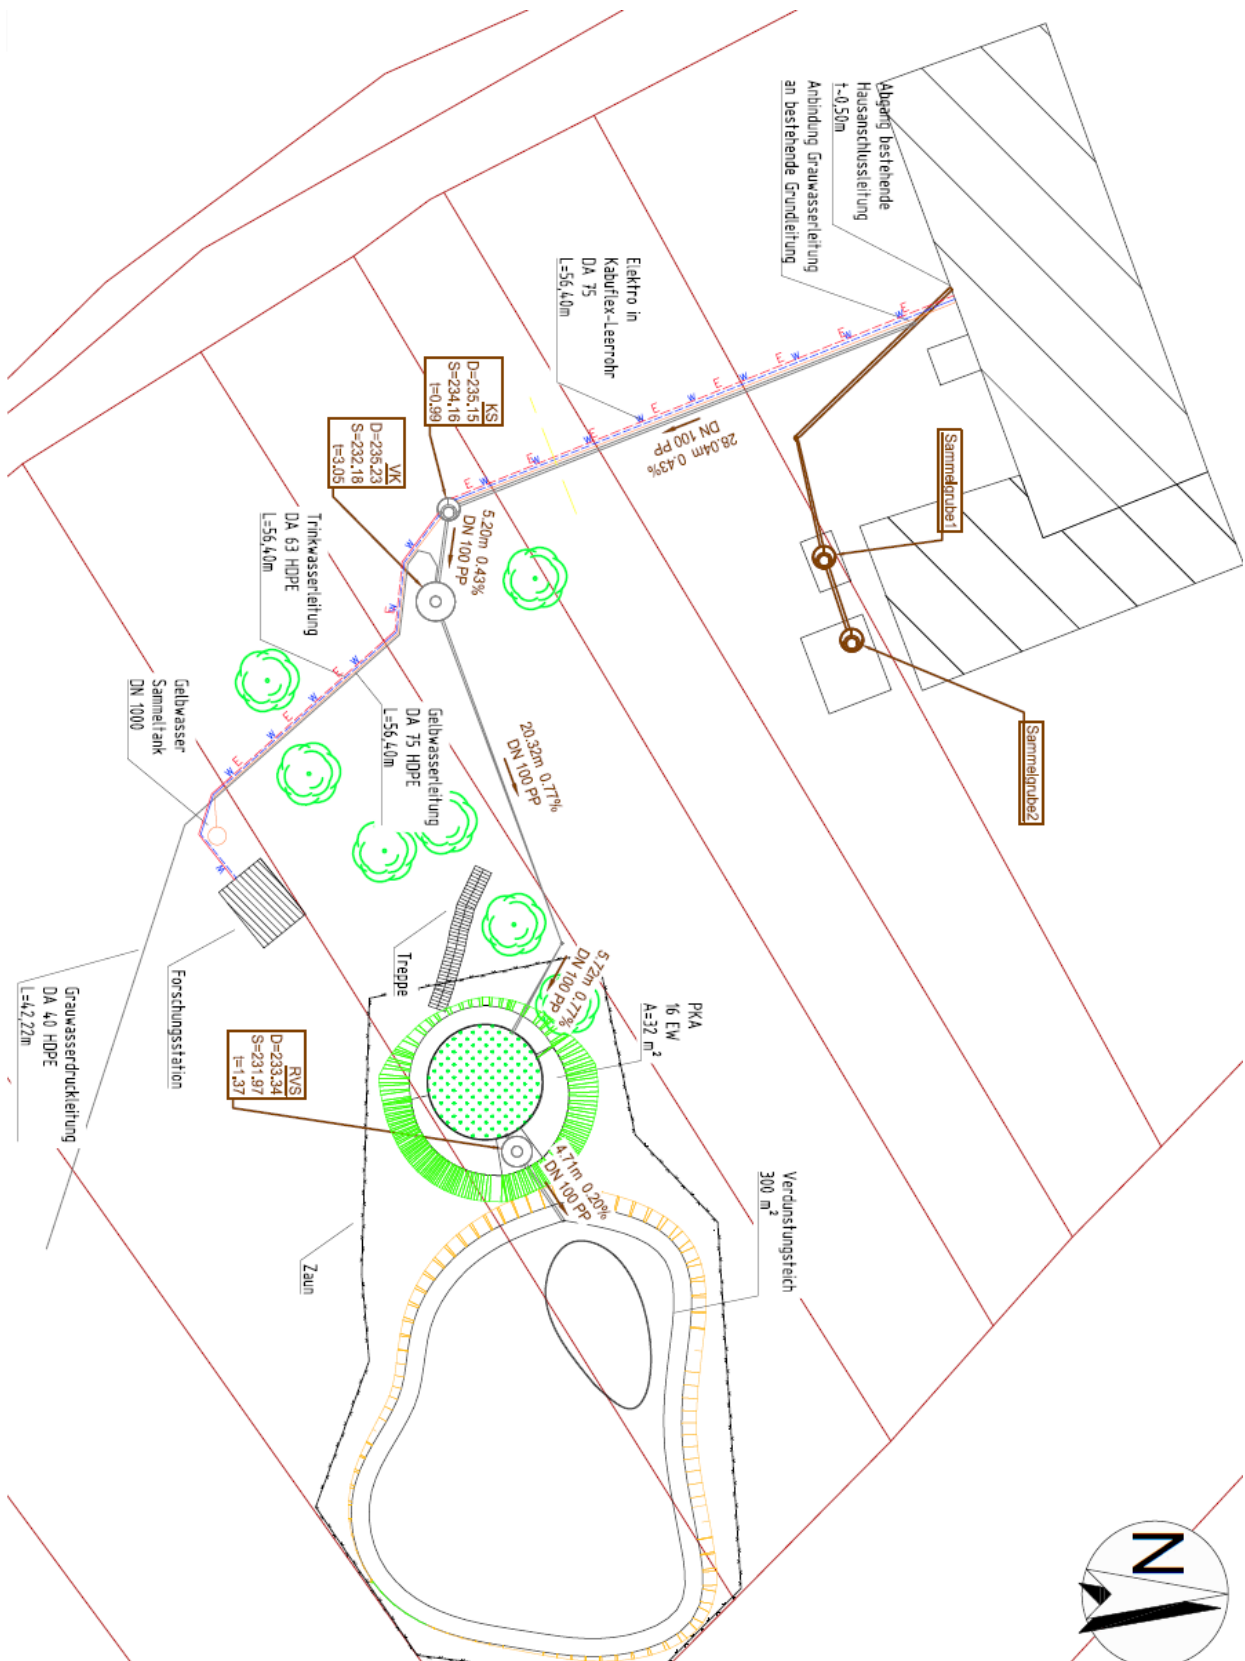 Abgang bestehende
Hausanschlussleitung
t~0,50m
Anbindung Grauwasserleitung
an bestehende Grundleitung
Elektro in
Kabuflex-Leerrohr
DA 75
L=56,40m
28.04m 0.43%
DN 100 PP
Sammelgrube1
Sammelgrube2
KS
D=235.15
S=234.16
t=0.99
VK
D=235.23
S=232.18
t=3.05
5.20m 0.43%
DN 100 PP
Trinkwasserleitung
DA 63 HDPE
L=56,40m
Gelbwasserleitung
DA 75 HDPE
L=56,40m
20.32m 0.77%
DN 100 PP
Gelbwasser
Sammeltank
DN 1000
Treppe
5.72m 0.77%
DN 100 PP
PKA
16 EW
A=32 m²
Forschungsstation
Grauwasserdruckleitung
DA 40 HDPE
L=42,22m
RVS
D=233.34
S=231.97
t=1.37
4.71m 0.20%
DN 100 PP
Verdunstungsteich
300 m²
Zaun
E
W
E
W
E
W
E
W
E
W
E
W
E
W
W
E
W
E
W
E
W
E
W
W
N